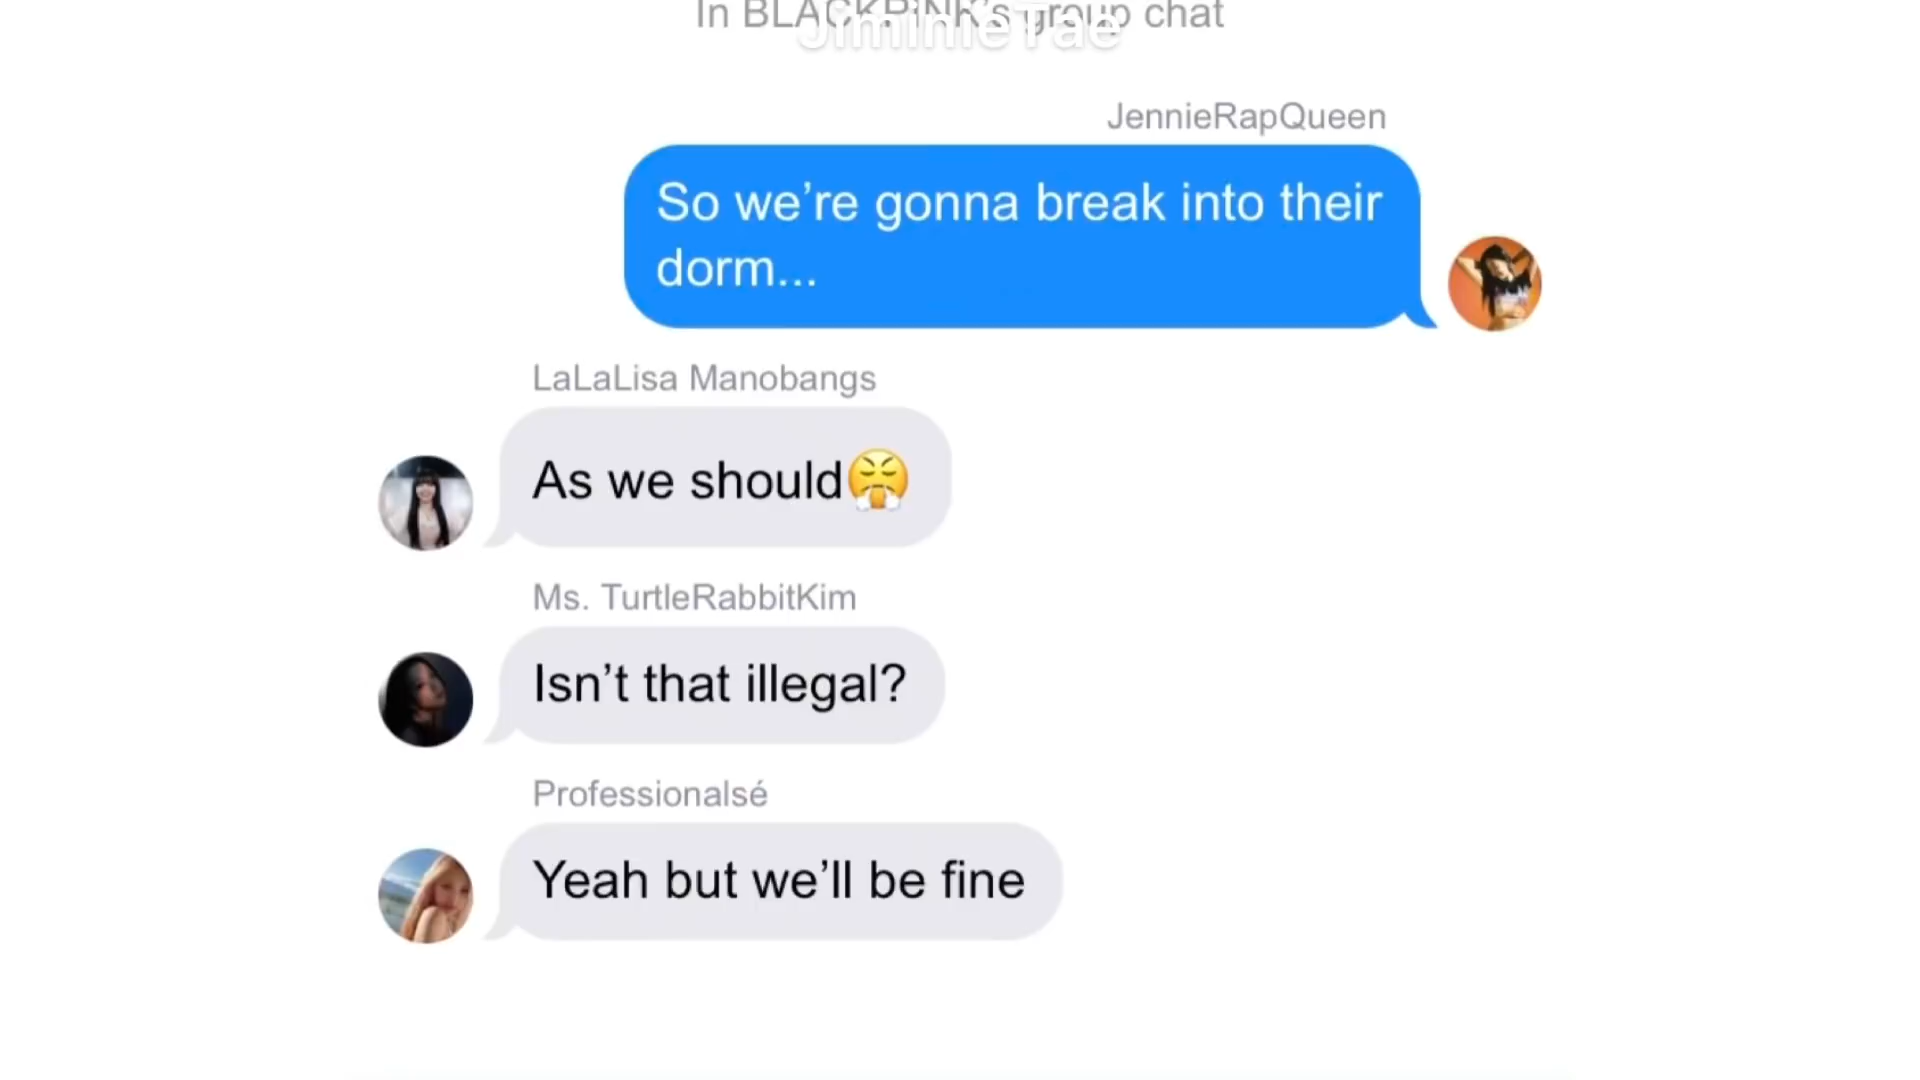 In BLACKPINK's group chat
JiminieTae
JennieRapQueen
So we’re gonna break into their
dorm...
LaLaLisa Manobangs
As we should😤
Ms. TurtleRabbitKim
Isn’t that illegal?
Professionalsé
Yeah but we’ll be fine